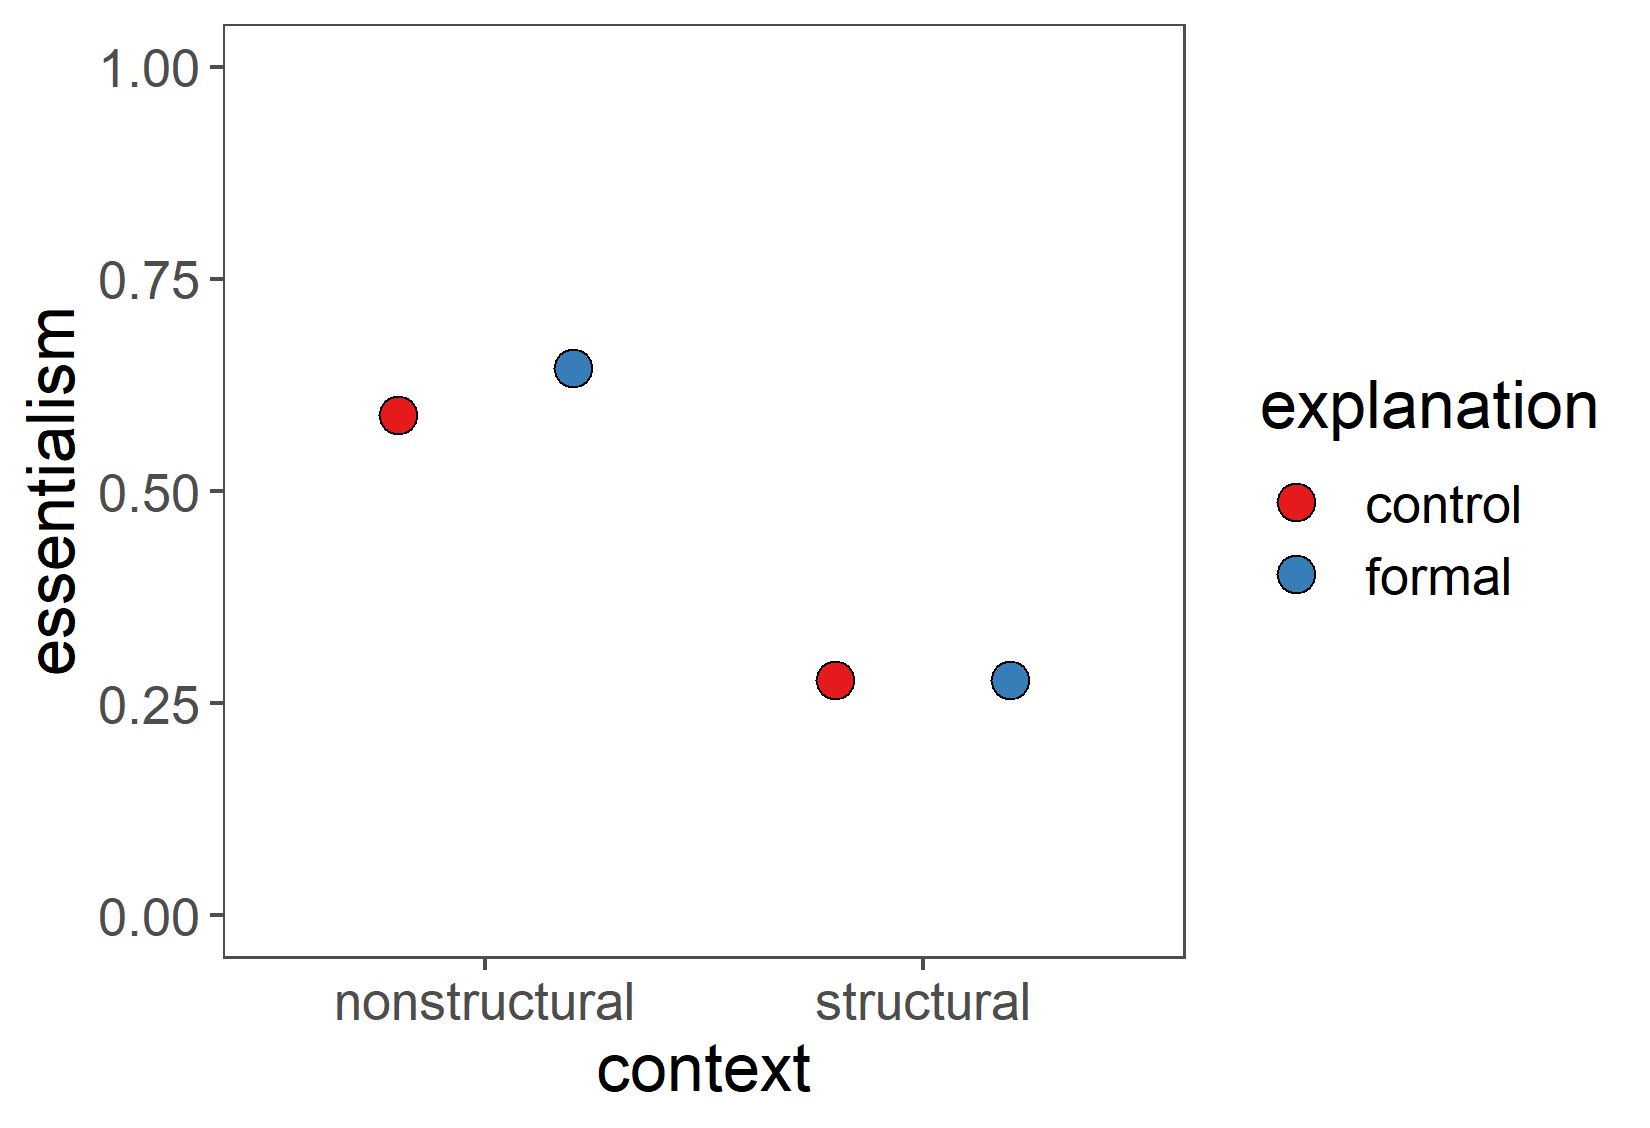 1.00
0.75
0.50
0.25
0.00
essentialism
nonstructural
structural
context
explanation
control
formal